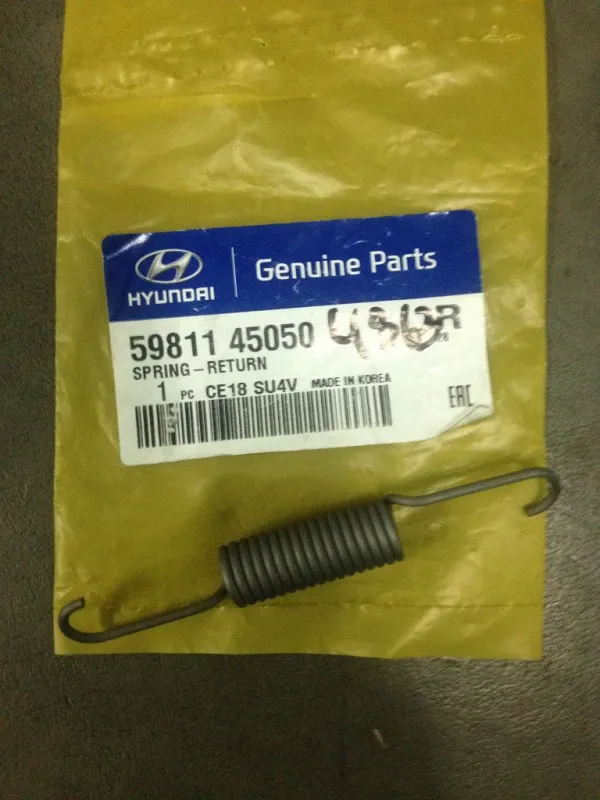 HYUNDAI
Genuine Parts
59811 45050
SPRING-RETURN
1 PC CE18 SU4V MADE IN KOREA
EAC